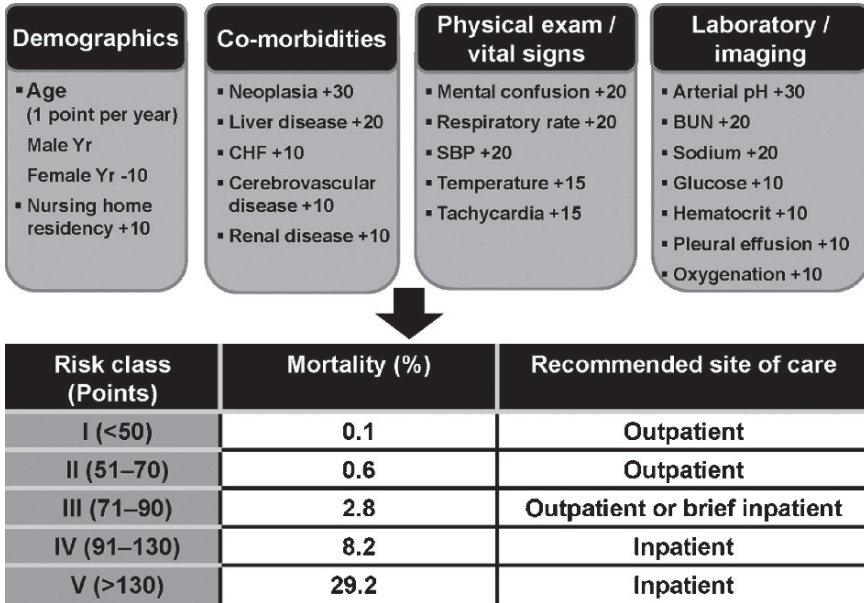 Demographics
▪ Age
(1 point per year)
Male Yr
Female Yr -10
▪ Nursing home
residency +10
Co-morbidities
▪ Neoplasia +30
▪ Liver disease +20
▪ CHF +10
▪ Cerebrovascular
disease +10
▪ Renal disease +10
Physical exam /
vital signs
▪ Mental confusion +20
▪ Respiratory rate +20
▪ SBP +20
▪ Temperature +15
▪ Tachycardia +15
Laboratory /
imaging
▪ Arterial pH +30
▪ BUN +20
▪ Sodium +20
▪ Glucose +10
▪ Hematocrit +10
▪ Pleural effusion +10
▪ Oxygenation +10
Risk class
(Points) Mortality (%) Recommended site of care
I (<50) 0.1 Outpatient
II (51–70) 0.6 Outpatient
III (71–90) 2.8 Outpatient or brief inpatient
IV (91–130) 8.2 Inpatient
V (>130) 29.2 Inpatient